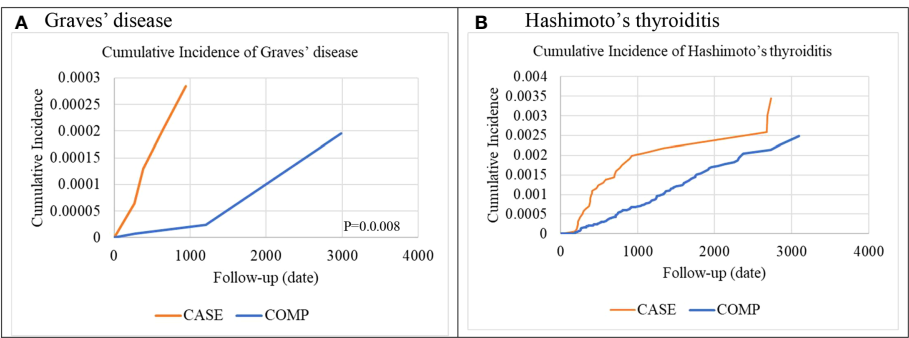 A Graves’ disease
Cumulative Incidence of Graves’ disease
Cumulative Incidence
0.0003
0.00025
0.0002
0.00015
0.0001
0.00005
0
P=0.0.008
0 1000 2000 3000 4000
Follow-up (date)
CASE COMP
B Hashimoto’s thyroiditis
Cumulative Incidence of Hashimoto’s thyroiditis
Cumulative Incidence
0.004
0.0035
0.003
0.0025
0.002
0.0015
0.001
0.0005
0
0 1000 2000 3000 4000
Follow-up (date)
CASE COMP